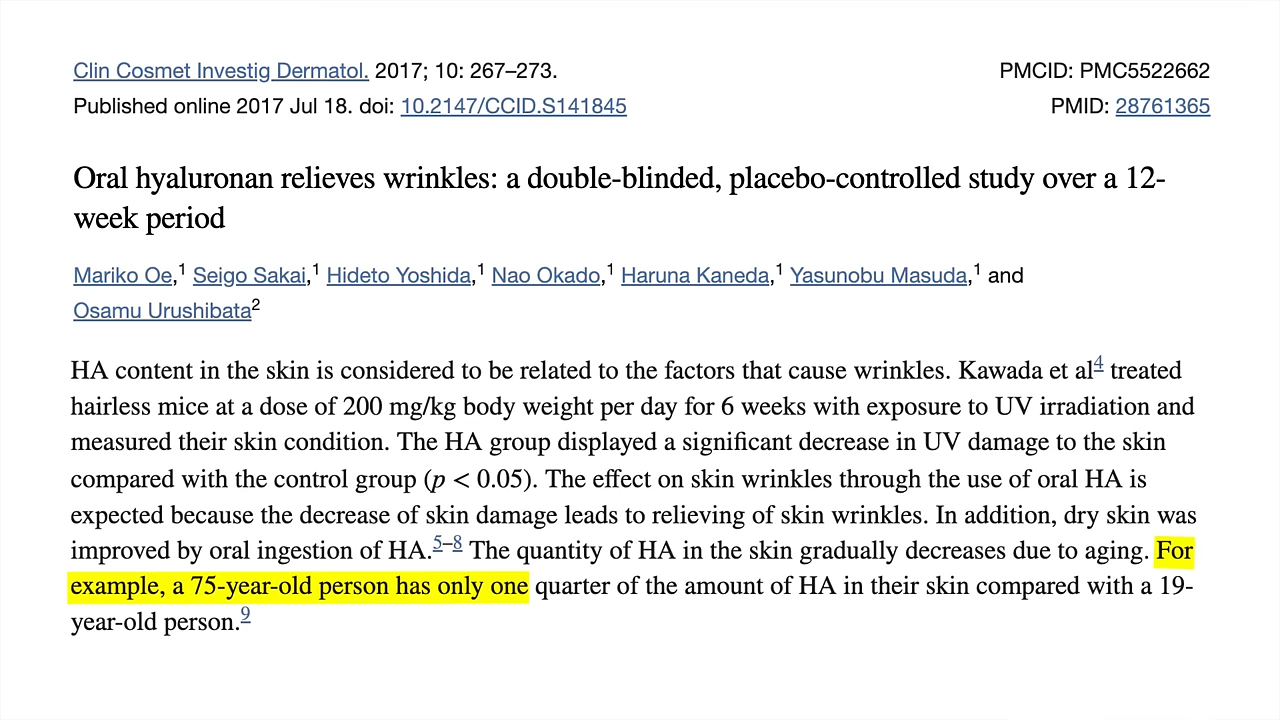 Clin Cosmet Investig Dermatol. 2017; 10: 267–273.
PMCID: PMC5522662
Published online 2017 Jul 18. doi: 10.2147/CCID.S141845
PMID: 28761365
Oral hyaluronan relieves wrinkles: a double-blinded, placebo-controlled study over a 12-
week period
Mariko Oe,1 Seigo Sakai,1 Hideto Yoshida,1 Nao Okado,1 Haruna Kaneda,1 Yasunobu Masuda,1 and
Osamu Urushibata2
HA content in the skin is considered to be related to the factors that cause wrinkles. Kawada et al4 treated
hairless mice at a dose of 200 mg/kg body weight per day for 6 weeks with exposure to UV irradiation and
measured their skin condition. The HA group displayed a significant decrease in UV damage to the skin
compared with the control group (p < 0.05). The effect on skin wrinkles through the use of oral HA is
expected because the decrease of skin damage leads to relieving of skin wrinkles. In addition, dry skin was
improved by oral ingestion of HA.5–8 The quantity of HA in the skin gradually decreases due to aging. For
example, a 75-year-old person has only one quarter of the amount of HA in their skin compared with a 19-
year-old person.9